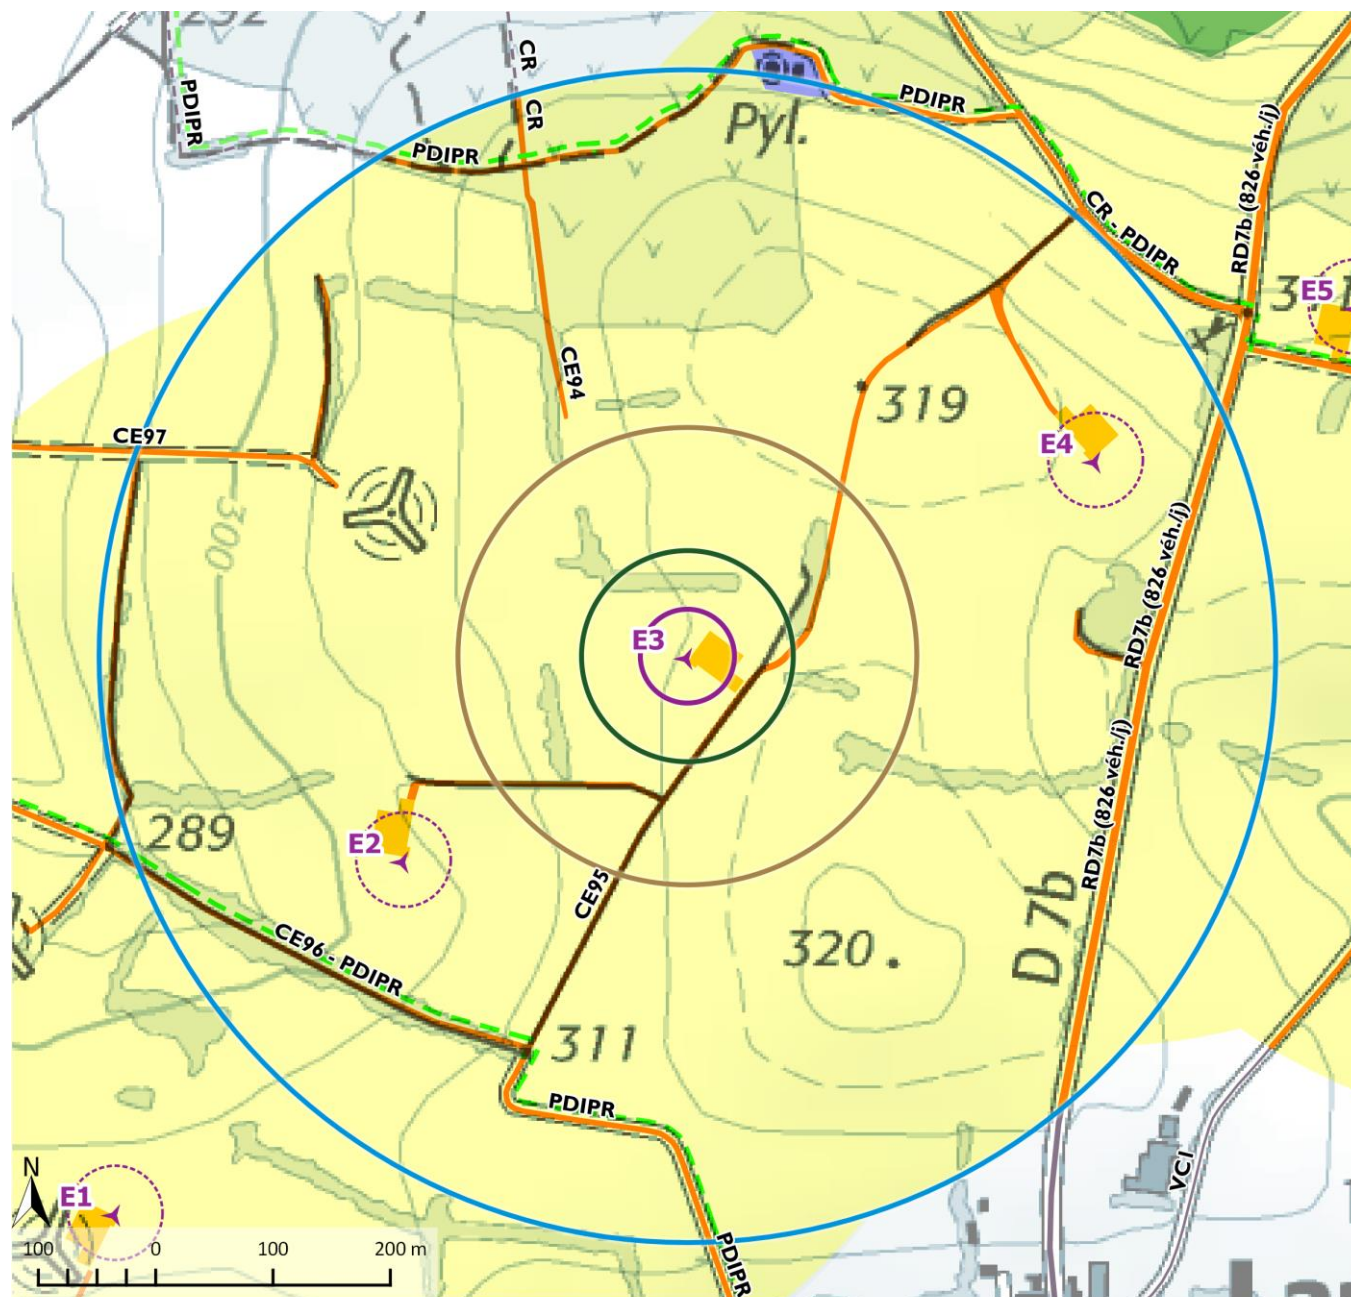 292
CR
CR
PDIPR
PDIPR
PDIPR
Pyl.
RD7b (826 véh./j)
CR - PDIPR
E5
CE94
319
CE97
E4
300
RD7b (826 véh./j)
E3
RD7b (826 véh./j)
289
E2
CE95
D 7b
CE96 - PDIPR
320.
311
PDIPR
VC1
N
E1
PDIPR
100 0 100 200 m